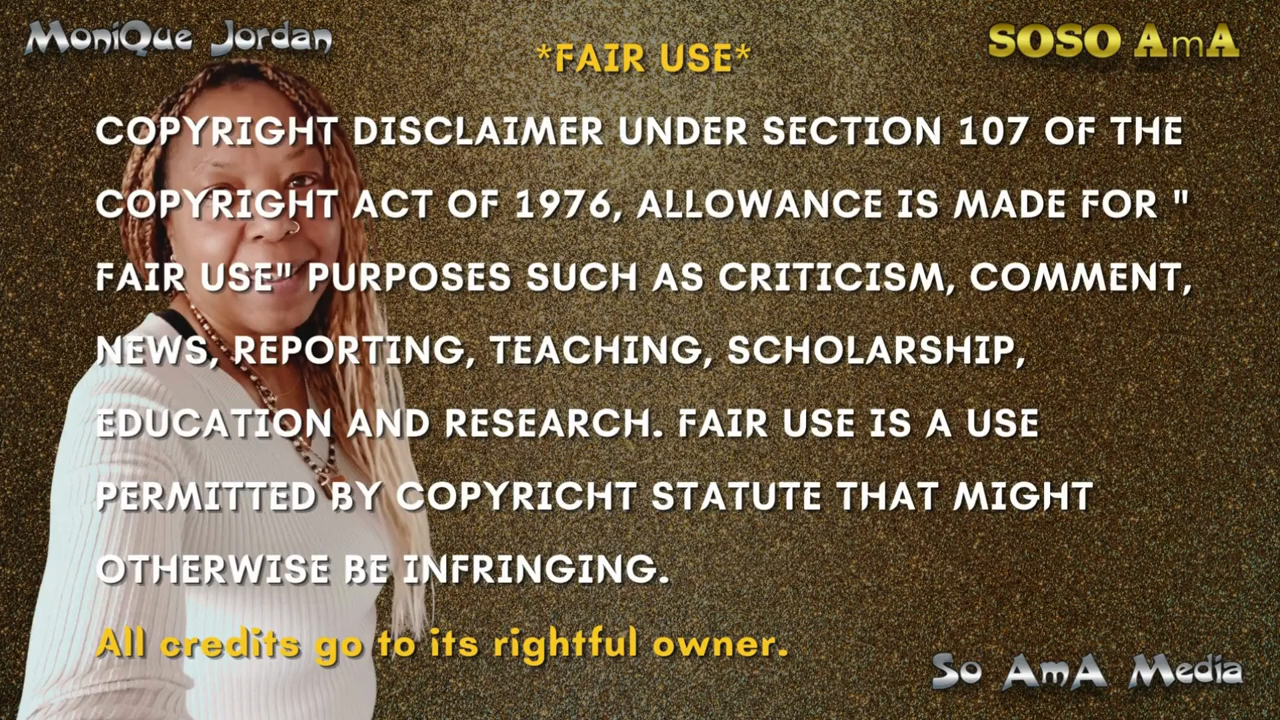 MoniQue Jordan
SOSO AmA
*FAIR USE*
COPYRIGHT DISCLAIMER UNDER SECTION 107 OF THE
COPYRIGHT ACT OF 1976, ALLOWANCE IS MADE FOR "
FAIR USE" PURPOSES SUCH AS CRITICISM, COMMENT,
NEWS, REPORTING, TEACHING, SCHOLARSHIP,
EDUCATION AND RESEARCH. FAIR USE IS A USE
PERMITTED BY COPYRICHT STATUTE THAT MIGHT
OTHERWISE BE INFRINGING.
All credits go to its rightful owner.
So AmA Media